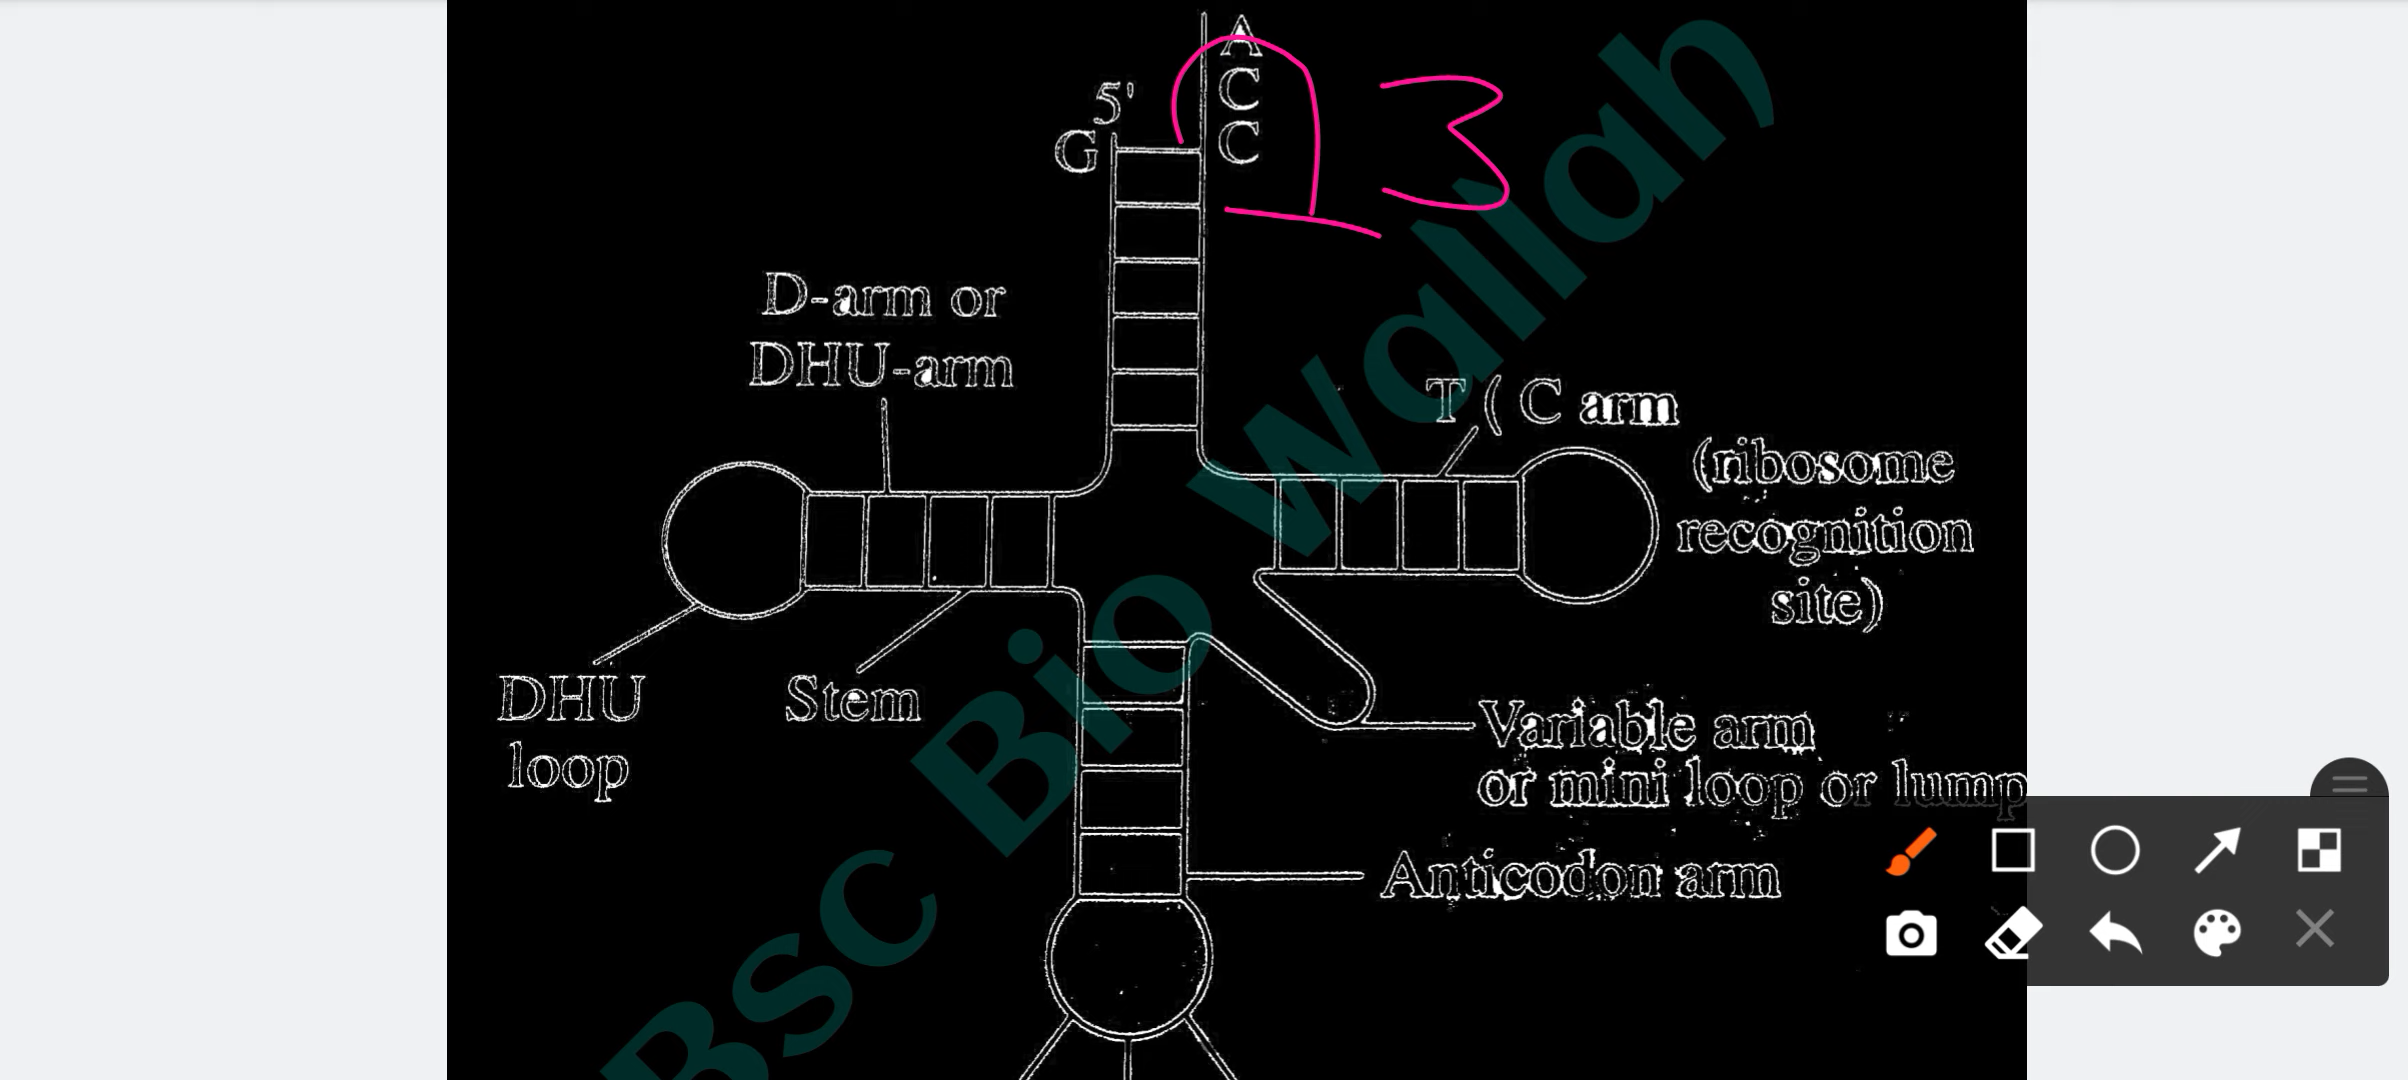 A
C
C
5'
G
3
D-arm or
DHU-arm
T ( C arm
(ribosome
recognition
site)
DHU
loop
Stem
Variable arm
or mini loop or lump
Anticodon arm
BSC Bio Wallah